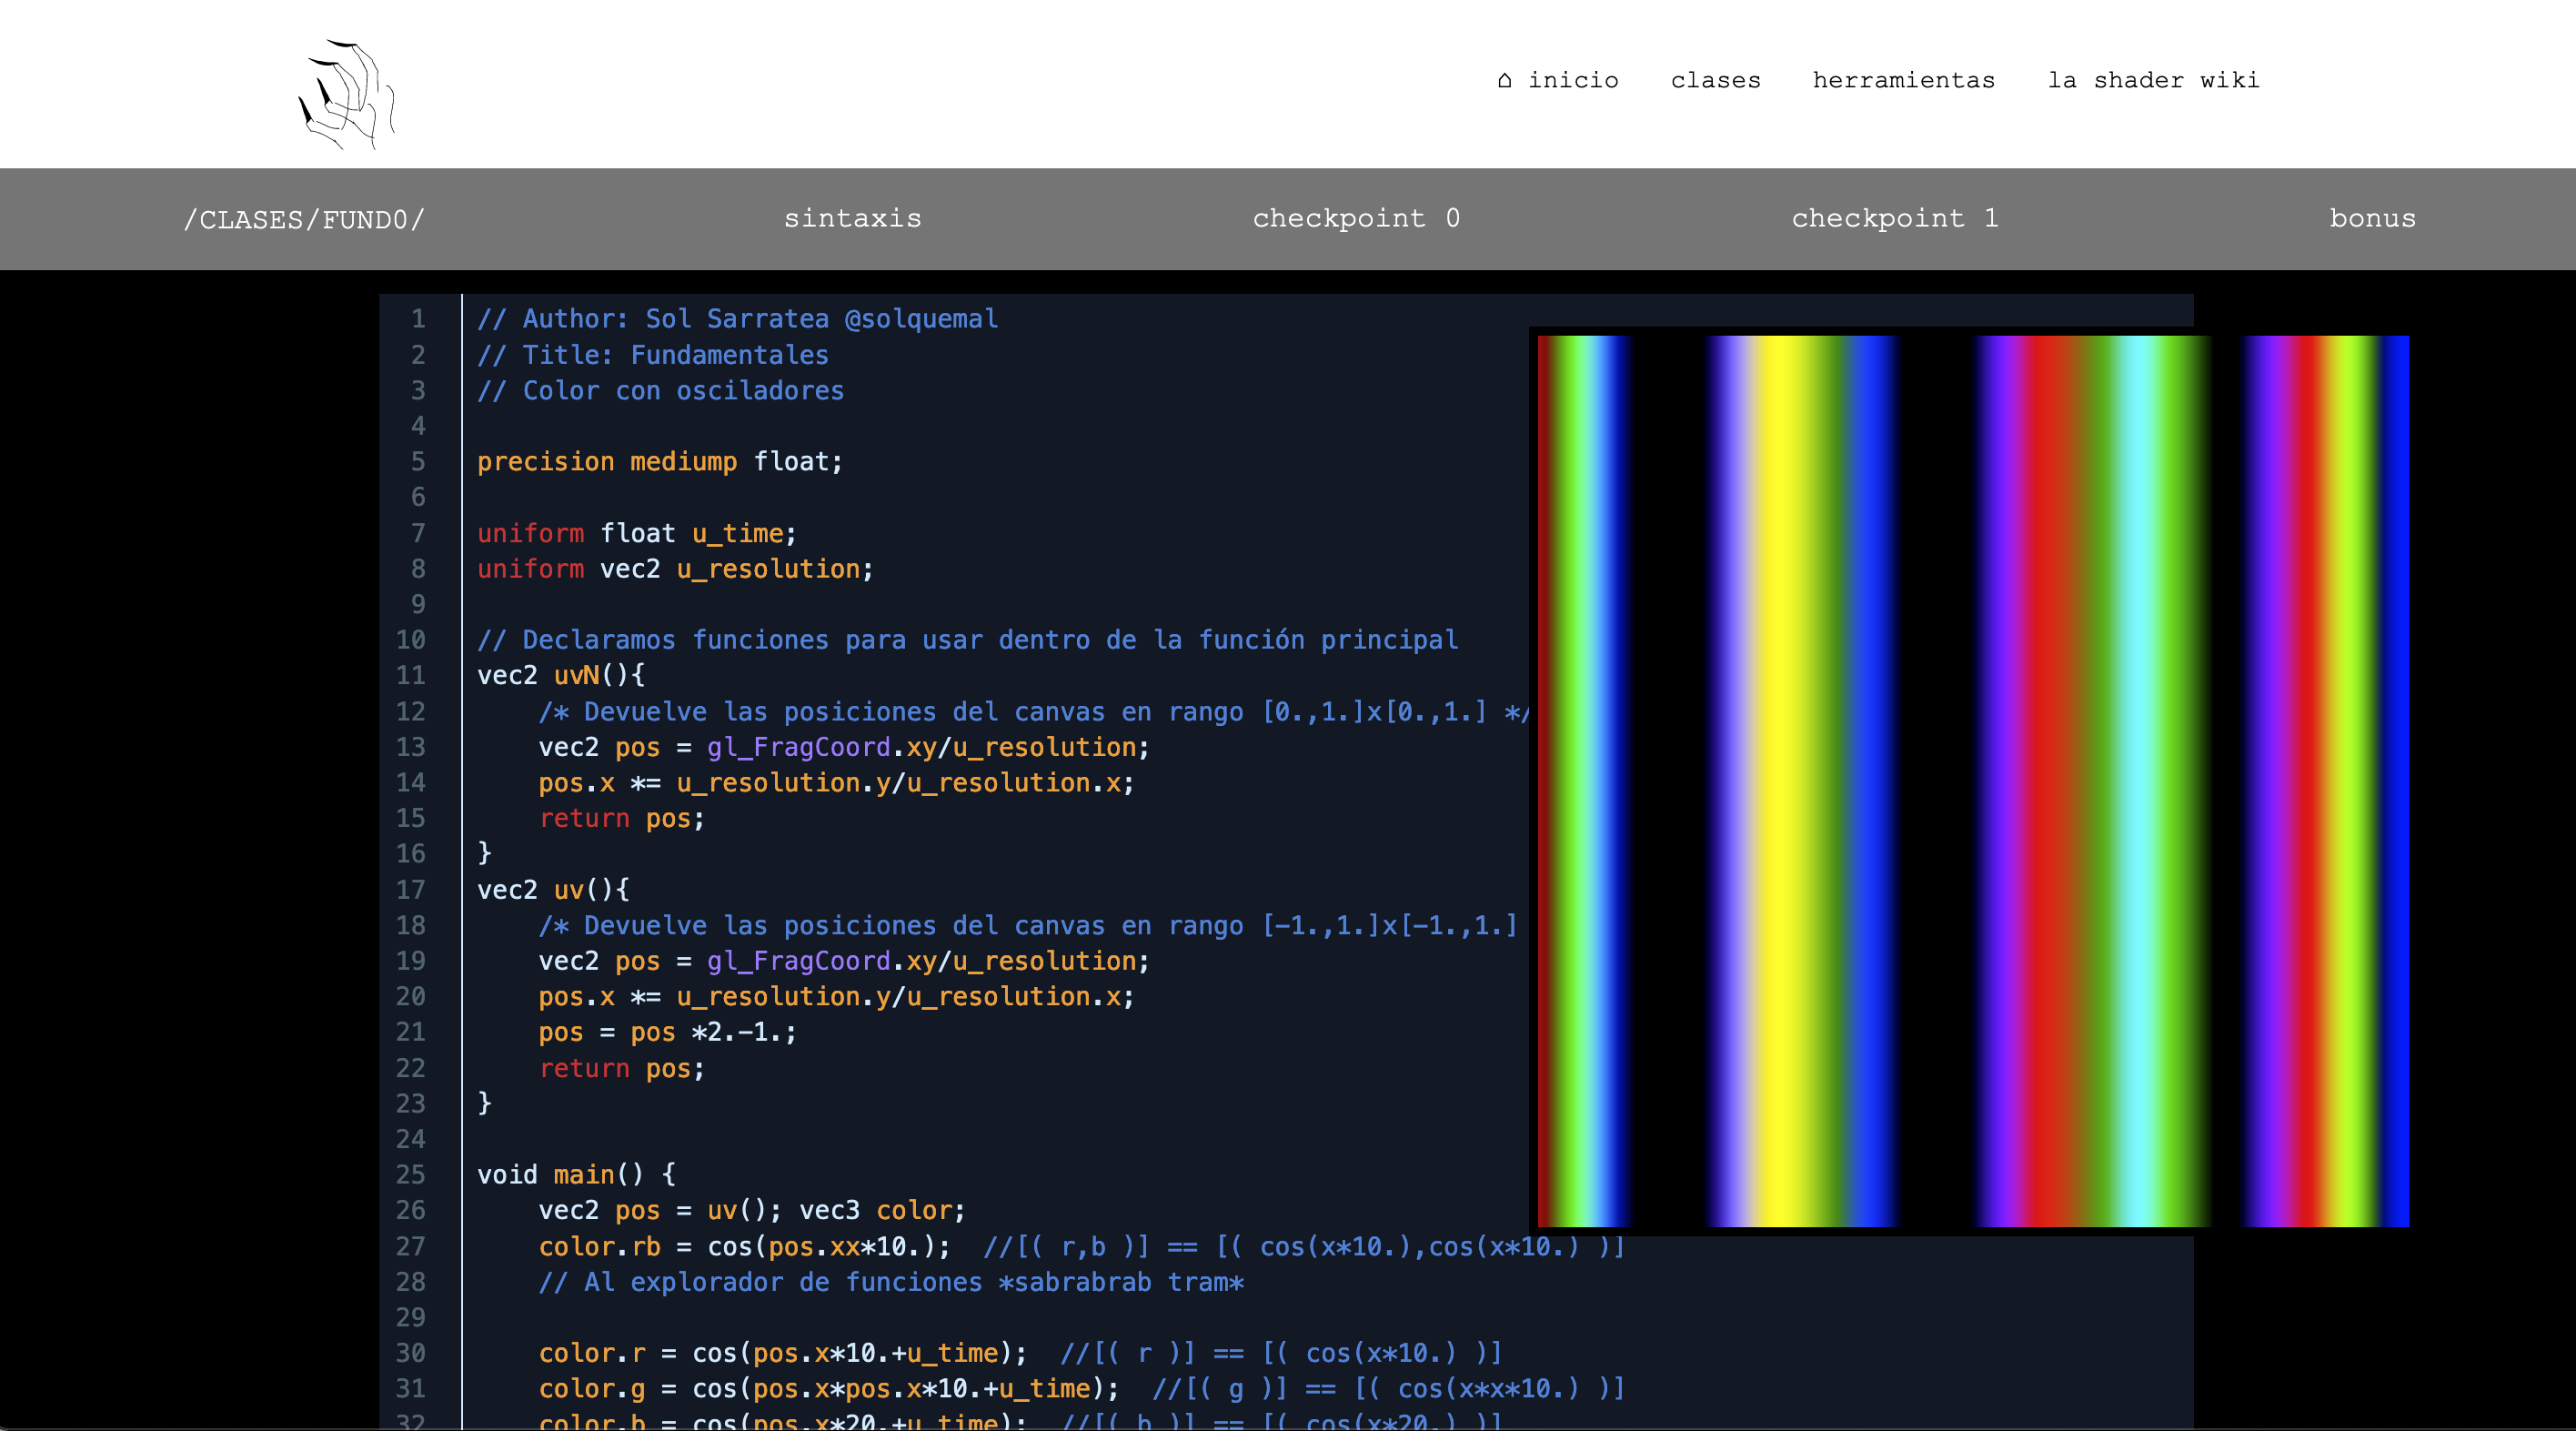 ⌂ inicio clases herramientas la shader wiki
/CLASES/FUND0/ sintaxis checkpoint 0 checkpoint 1 bonus
1 // Author: Sol Sarratea @solquemal
2 // Title: Fundamentales
3 // Color con osciladores
4
5 precision mediump float;
6
7 uniform float u_time;
8 uniform vec2 u_resolution;
9
10 // Declaramos funciones para usar dentro de la función principal
11 vec2 uvN(){
12 /* Devuelve las posiciones del canvas en rango [0.,1.]x[0.,1.] */
13 vec2 pos = gl_FragCoord.xy/u_resolution;
14 pos.x *= u_resolution.y/u_resolution.x;
15 return pos;
16 }
17 vec2 uv(){
18 /* Devuelve las posiciones del canvas en rango [-1.,1.]x[-1.,1.]
19 vec2 pos = gl_FragCoord.xy/u_resolution;
20 pos.x *= u_resolution.y/u_resolution.x;
21 pos = pos *2.-1.;
22 return pos;
23 }
24
25 void main() {
26 vec2 pos = uv(); vec3 color;
27 color.rb = cos(pos.xx*10.); //[( r,b )] == [( cos(x*10.),cos(x*10.) )]
28 // Al explorador de funciones *sabrabrab tram*
29
30 color.r = cos(pos.x*10.+u_time); //[( r )] == [( cos(x*10.) )]
31 color.g = cos(pos.x*pos.x*10.+u_time); //[( g )] == [( cos(x*x*10.) )]
32 color.b = cos(pos.x*20.+u_time); //[( b )] == [( cos(x*20.) )]